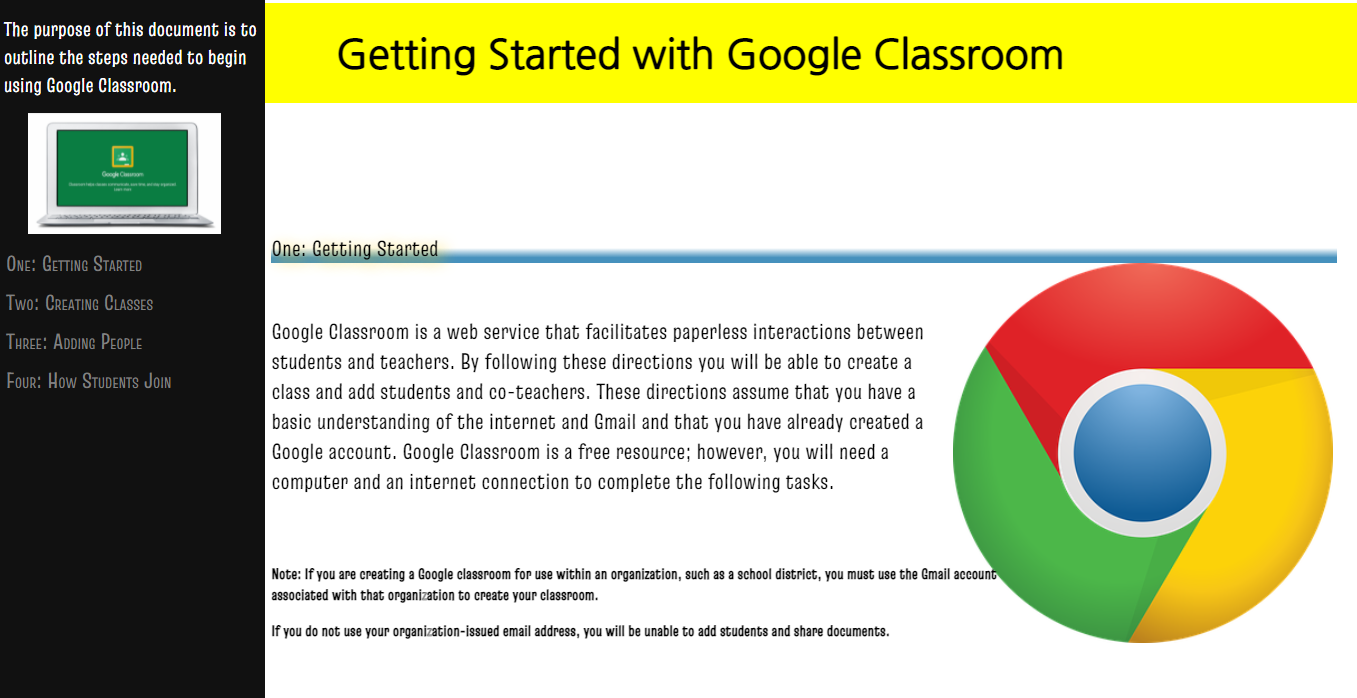 The purpose of this document is to
outline the steps needed to begin
using Google Classroom.
Google Classroom
One: Getting Started
Two: Creating Classes
Three: Adding People
Four: How Students Join
Getting Started with Google Classroom
One: Getting Started
Google Classroom is a web service that facilitates paperless interactions between
students and teachers. By following these directions you will be able to create a
class and add students and co-teachers. These directions assume that you have a
basic understanding of the internet and Gmail and that you have already created a
Google account. Google Classroom is a free resource; however, you will need a
computer and an internet connection to complete the following tasks.
Note: If you are creating a Google classroom for use within an organization, such as a school district, you must use the Gmail account
associated with that organization to create your classroom.
If you do not use your organization-issued email address, you will be unable to add students and share documents.